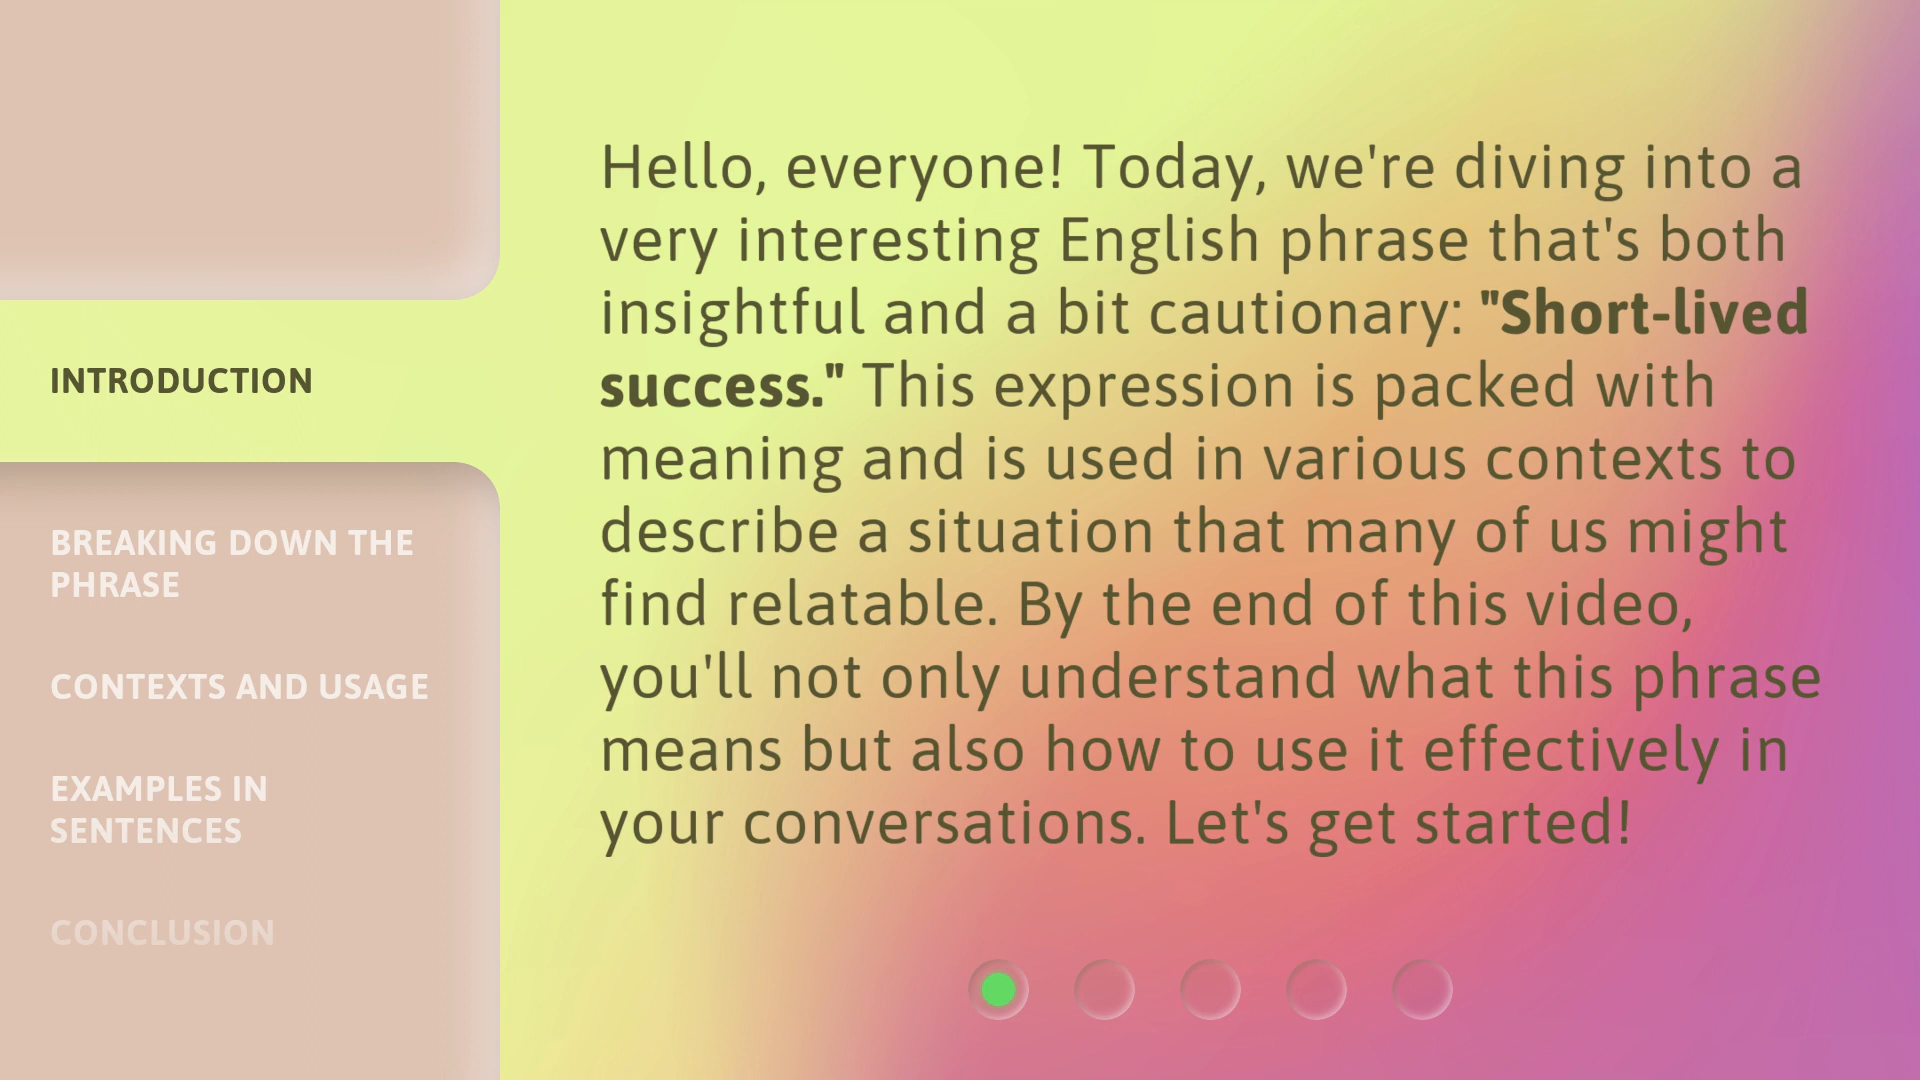 INTRODUCTION
BREAKING DOWN THE
PHRASE
CONTEXTS AND USAGE
EXAMPLES IN
SENTENCES
CONCLUSION
Hello, everyone! Today, we're diving into a
very interesting English phrase that's both
insightful and a bit cautionary: "Short-lived
success." This expression is packed with
meaning and is used in various contexts to
describe a situation that many of us might
find relatable. By the end of this video,
you'll not only understand what this phrase
means but also how to use it effectively in
your conversations. Let's get started!